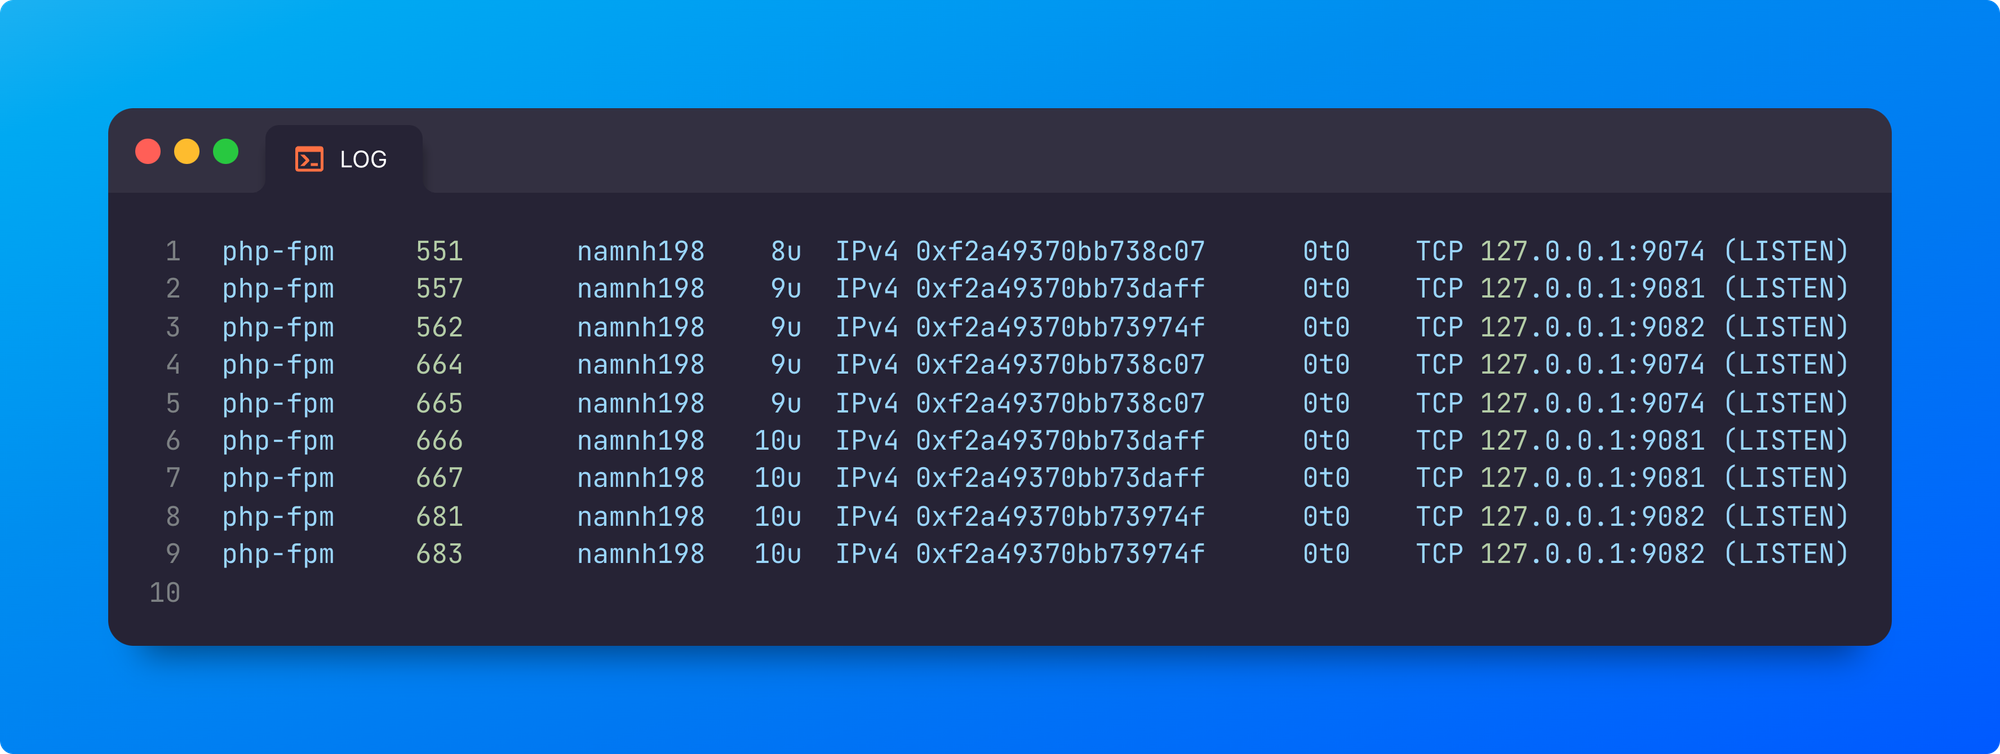 LOG
1 php-fpm 551 namnh198 8u IPv4 0xf2a49370bb738c07 0t0 TCP 127.0.0.1:9074 (LISTEN)
2 php-fpm 557 namnh198 9u IPv4 0xf2a49370bb73daff 0t0 TCP 127.0.0.1:9081 (LISTEN)
3 php-fpm 562 namnh198 9u IPv4 0xf2a49370bb73974f 0t0 TCP 127.0.0.1:9082 (LISTEN)
4 php-fpm 664 namnh198 9u IPv4 0xf2a49370bb738c07 0t0 TCP 127.0.0.1:9074 (LISTEN)
5 php-fpm 665 namnh198 9u IPv4 0xf2a49370bb738c07 0t0 TCP 127.0.0.1:9074 (LISTEN)
6 php-fpm 666 namnh198 10u IPv4 0xf2a49370bb73daff 0t0 TCP 127.0.0.1:9081 (LISTEN)
7 php-fpm 667 namnh198 10u IPv4 0xf2a49370bb73daff 0t0 TCP 127.0.0.1:9081 (LISTEN)
8 php-fpm 681 namnh198 10u IPv4 0xf2a49370bb73974f 0t0 TCP 127.0.0.1:9082 (LISTEN)
9 php-fpm 683 namnh198 10u IPv4 0xf2a49370bb73974f 0t0 TCP 127.0.0.1:9082 (LISTEN)
10